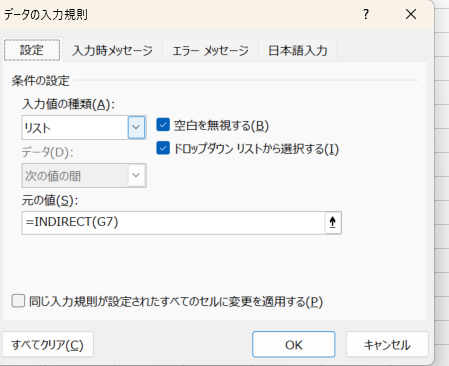 データの入力規則
?
設定
入力時メッセージ
エラー メッセージ
日本語入力
条件の設定
入力値の種類(A):
リスト
空白を無視する(B)
データ(D):
ドロップダウン リストから選択する(I)
次の値の間
元の値(S):
=INDIRECT(G7)
同じ入力規則が設定されたすべてのセルに変更を適用する(P)
すべてクリア(C)
OK
キャンセル